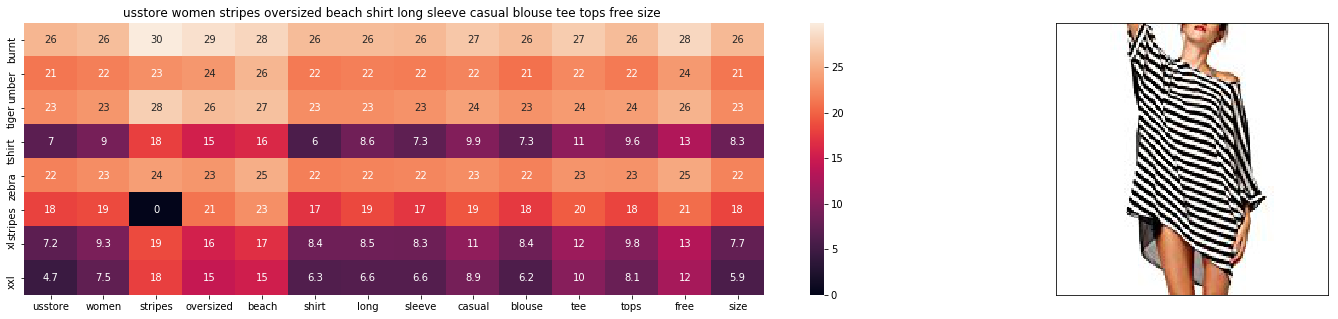 usstore women stripes oversized beach shirt long sleeve casual blouse tee tops free size
burnt 26 26 30 29 28 26 26 26 27 26 27 26 28 26
umber 21 22 23 24 26 22 22 22 22 21 22 22 24 21
tiger 23 23 28 26 27 23 23 23 24 23 24 24 26 23
tshirt 7 9 18 15 16 6 8.6 7.3 9.9 7.3 11 9.6 13 8.3
zebra 22 23 24 23 25 22 22 22 22 22 23 23 25 22
stripes 18 19 0 21 23 17 19 17 19 18 20 18 21 18
xl 7.2 9.3 19 16 17 8.4 8.5 8.3 11 8.4 12 9.8 13 7.7
xxl 4.7 7.5 18 15 15 6.3 6.6 6.6 8.9 6.2 10 8.1 12 5.9
usstore women stripes oversized beach shirt long sleeve casual blouse tee tops free size
25
20
15
10
5
0